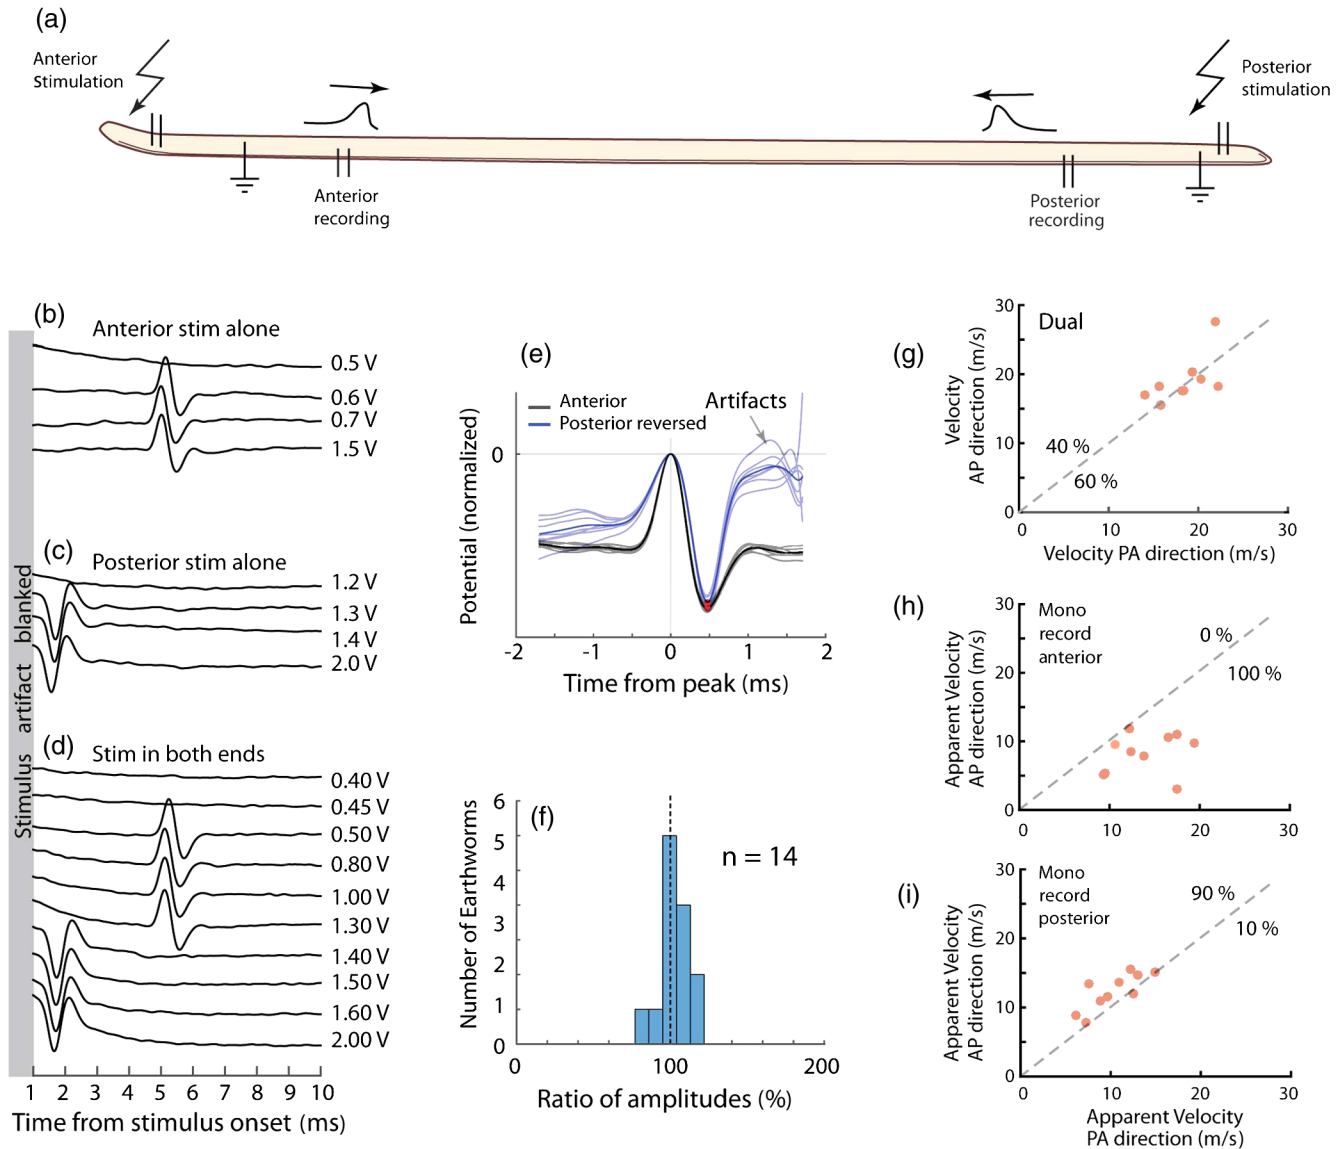 (a)
Anterior
Stimulation
Posterior
stimulation
Anterior
recording
Posterior
recording
(b)
Anterior stim alone
0.5 V
0.6 V
0.7 V
1.5 V
(c)
Posterior stim alone
1.2 V
1.3 V
1.4 V
2.0 V
(d)
Stim in both ends
0.40 V
0.45 V
0.50 V
0.80 V
1.00 V
1.30 V
1.40 V
1.50 V
1.60 V
2.00 V
Stimulus artifact blanked
1 2 3 4 5 6 7 8 9 10
Time from stimulus onset (ms)
(e)
Anterior
Posterior reversed
Artifacts
Potential (normalized)
0
-2 -1 0 1 2
Time from peak (ms)
(f)
n = 14
Number of Earthworms
6
5
4
3
2
1
0
0 100 200
Ratio of amplitudes (%)
(g)
Dual
Velocity
AP direction (m/s)
30
20
10
0
40 %
60 %
0 10 20 30
Velocity PA direction (m/s)
(h)
Mono
record
anterior
Apparent Velocity
AP direction (m/s)
30
20
10
0
0 %
100 %
0 10 20 30
(i)
Mono
record
posterior
Apparent Velocity
AP direction (m/s)
30
20
10
0
90 %
10 %
0 10 20 30
Apparent Velocity
PA direction (m/s)